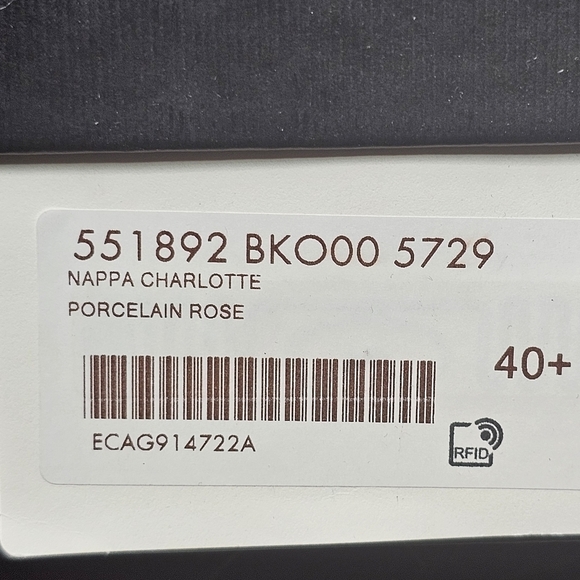 551892 BKO00 5729
NAPPA CHARLOTTE
PORCELAIN ROSE
40+
ECAG914722A
RFID